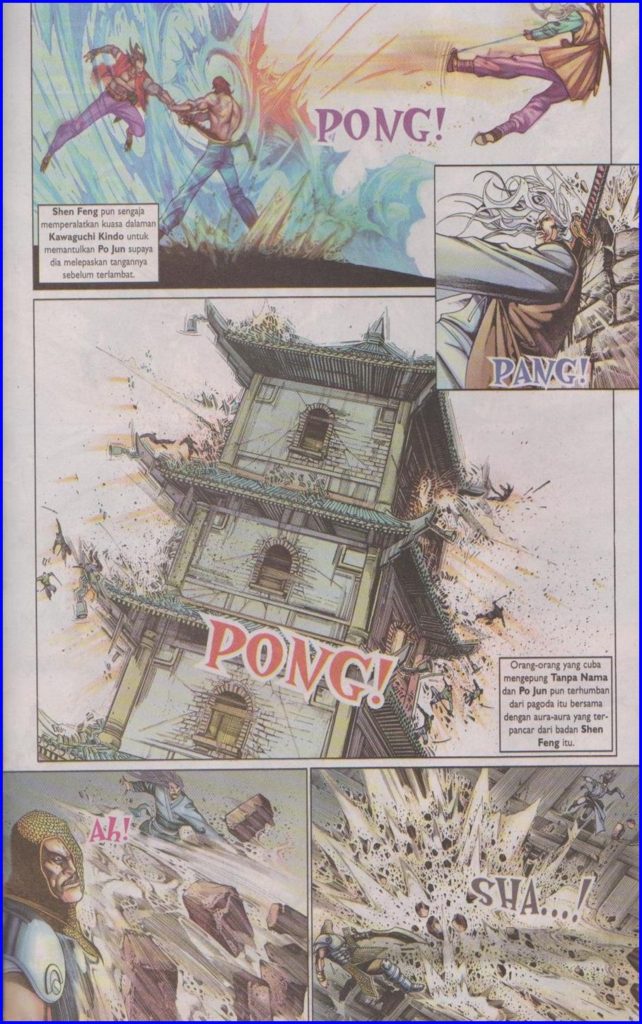 PONG!
Shen Feng pun sengaja
memperalatkan kuasa dalaman
Kawaguchi Kindo untuk
memantulkan Po Jun supaya
dia melepaskan tangannya
sebelum terlambat.
PANG!
PONG!
Orang-orang yang cuba
mengepung Tanpa Nama
dan Po Jun pun terhumban
dari pagoda itu bersama
dengan aura-aura yang ter-
pancar dari badan Shen
Feng itu.
Ah!
SHA....!